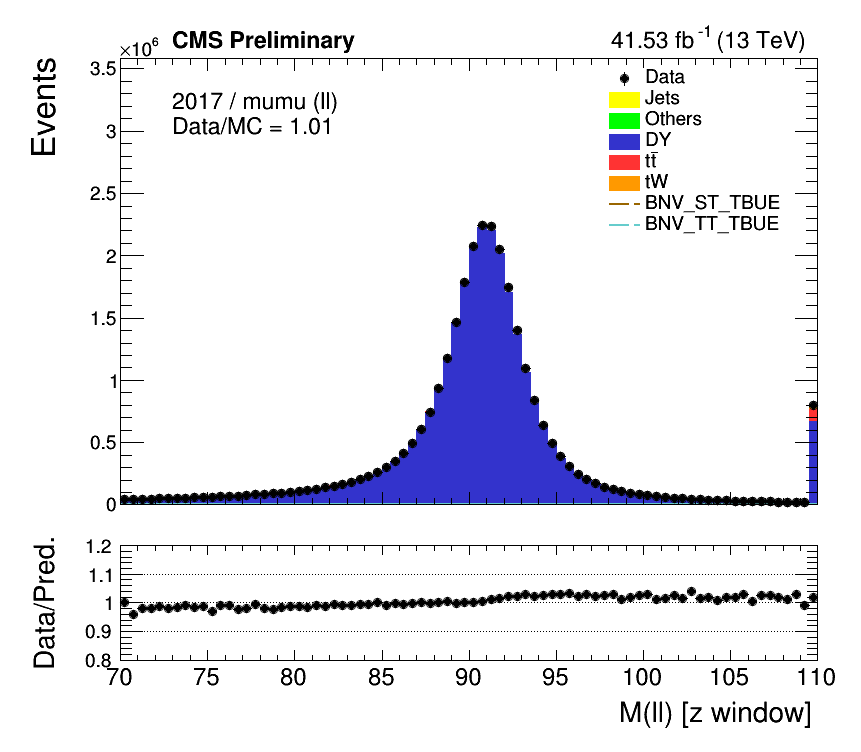 ×10⁶ CMS Preliminary 41.53 fb⁻¹ (13 TeV)
Events
3.5
3
2.5
2
1.5
1
0.5
0
2017 / mumu (ll)
Data/MC = 1.01
Data
Jets
Others
DY
tt̄
tW
BNV_ST_TBUE
BNV_TT_TBUE
Data/Pred.
1.2
1.1
1
0.9
0.8
70 75 80 85 90 95 100 105 110
M(ll) [z window]